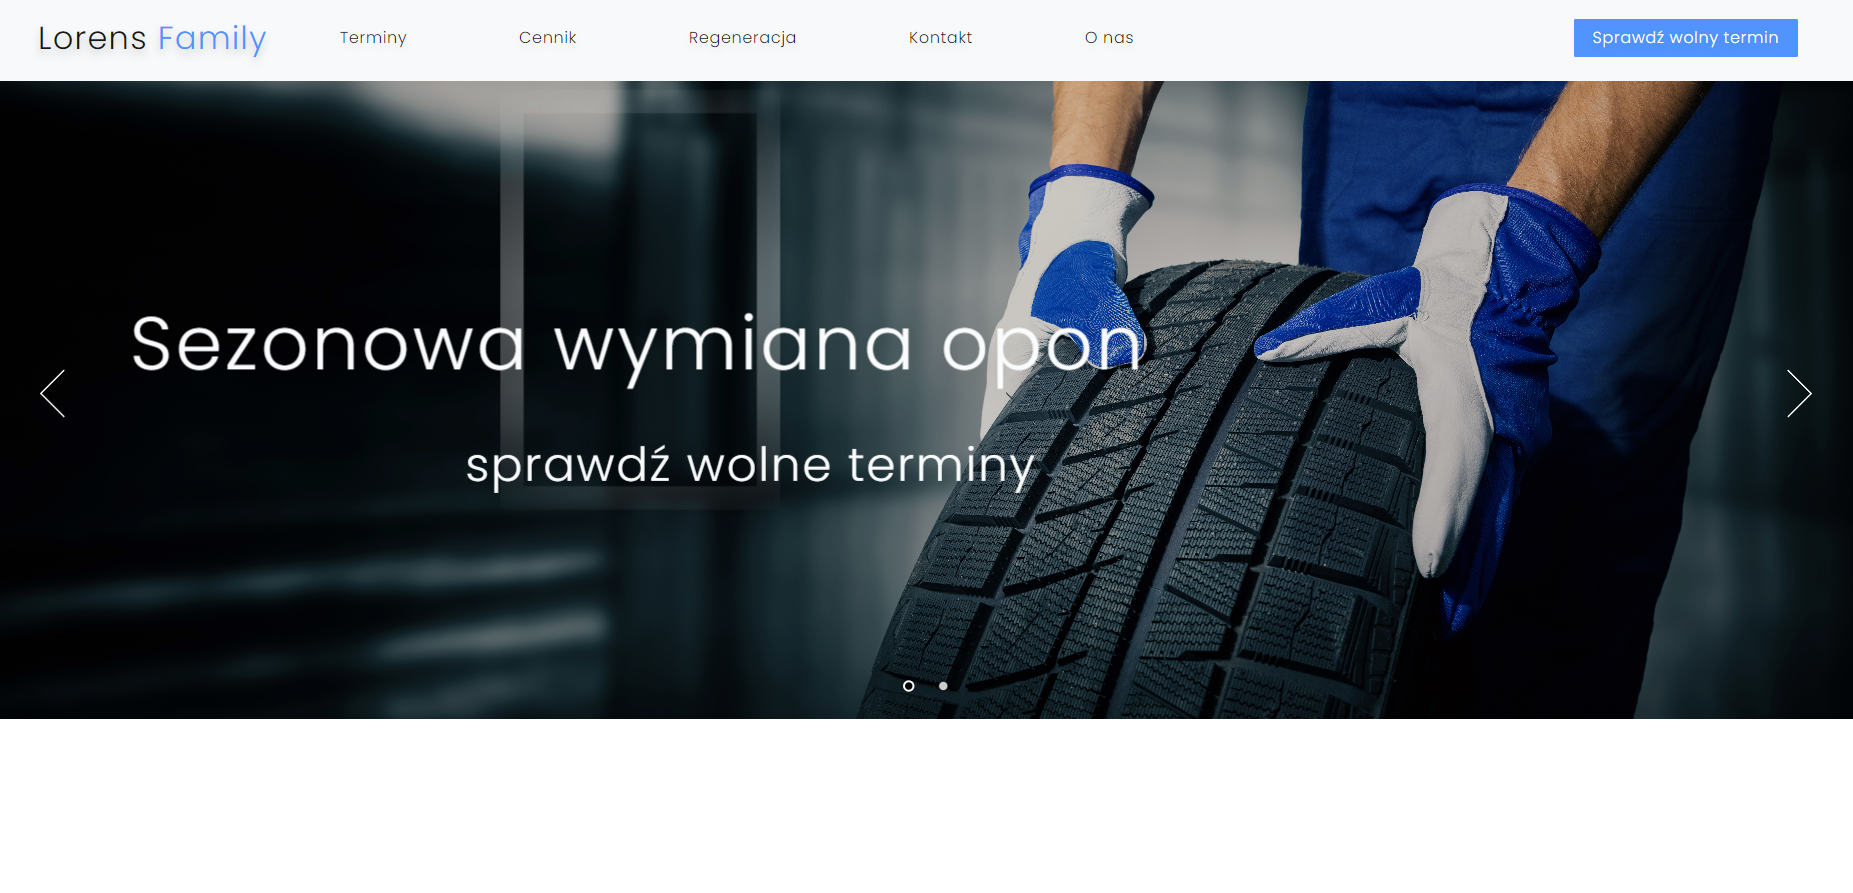 Lorens Family
Terminy
Cennik
Regeneracja
Kontakt
O nas
Sprawdź wolny termin
Sezonowa wymiana opon
sprawdź wolne terminy